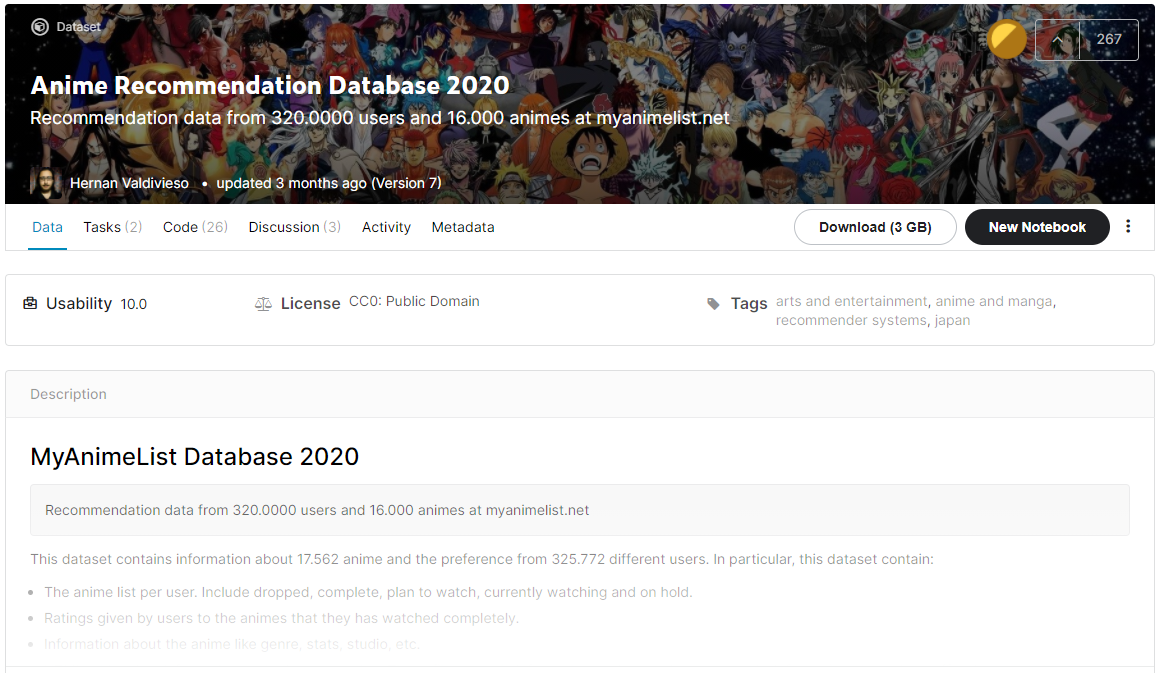 Dataset
267
Anime Recommendation Database 2020
Recommendation data from 320.0000 users and 16.000 animes at myanimelist.net
Hernan Valdivieso • updated 3 months ago (Version 7)
Data Tasks (2) Code (26) Discussion (3) Activity Metadata Download (3 GB) New Notebook
Usability 10.0 License CC0: Public Domain Tags arts and entertainment, anime and manga,
recommender systems, japan
Description
MyAnimeList Database 2020
Recommendation data from 320.0000 users and 16.000 animes at myanimelist.net
This dataset contains information about 17.562 anime and the preference from 325.772 different users. In particular, this dataset contain:
• The anime list per user. Include dropped, complete, plan to watch, currently watching and on hold.
• Ratings given by users to the animes that they has watched completely.
• Information about the anime like genre, stats, studio, etc.